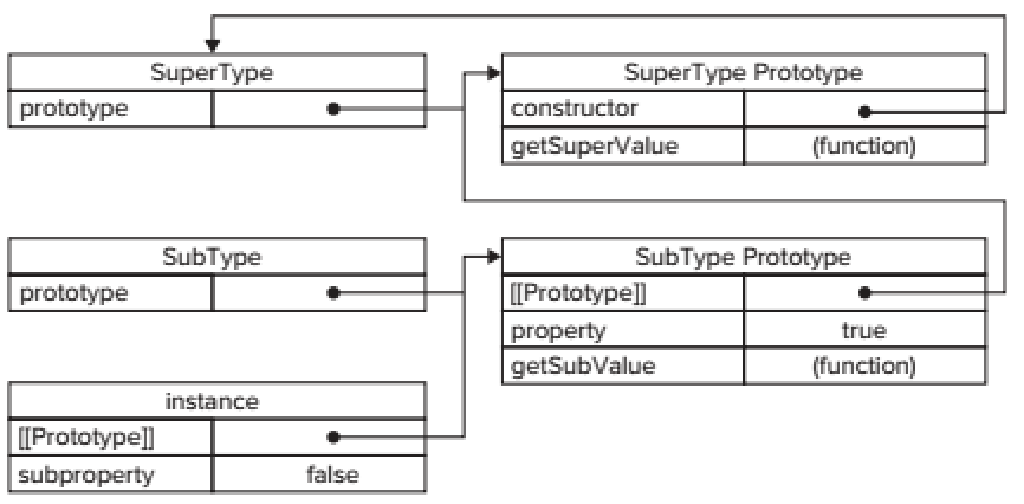 SuperType
prototype
SuperType Prototype
constructor
getSuperValue (function)
SubType
prototype
SubType Prototype
[[Prototype]]
property true
getSubValue (function)
instance
[[Prototype]]
subproperty false